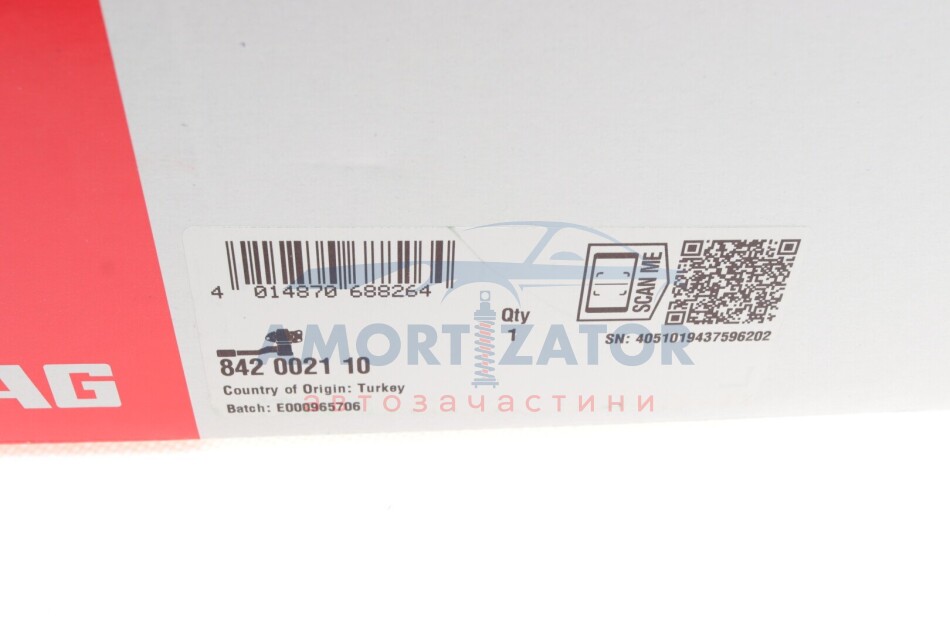 4 014870 688264
Qty
1
SCAN ME
SN: 4051019437596202
842 0021 10
Country of Origin: Turkey
Batch: E000965706
AG
AMORTIZATOR
автозачастини